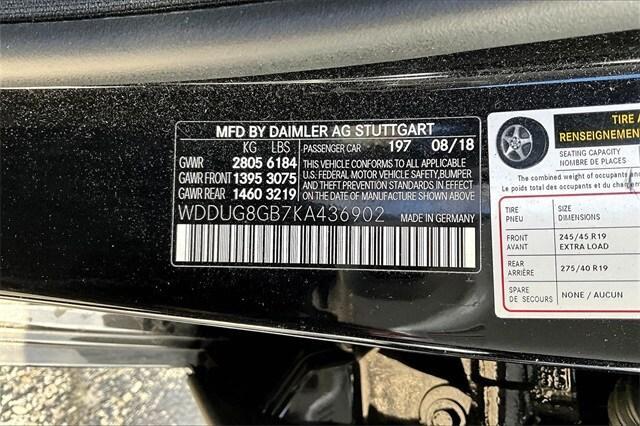 MFD BY DAIMLER AG STUTTGART
KG LBS PASSENGER CAR 197 08/18
GVWR 2805 6184
GAWR FRONT 1395 3075
GAWR REAR 1460 3219
THIS VEHICLE CONFORMS TO ALL APPLICABLE
U.S. FEDERAL MOTOR VEHICLE SAFETY,BUMPER
AND THEFT PREVENTION STANDARDS IN EFFECT
ON THE DATE OF MANUFACTURE SHOWN ABOVE.
WDDUG8GB7KA436902 MADE IN GERMANY
TIRE
RENSEIGNEMEN
SEATING CAPACITY
NOMBRE DE PLACES
The combined weight of occupants
Le poids total des occupants
TIRE SIZE
PNEU DIMENSIONS
FRONT 245/45 R19
AVANT EXTRA LOAD
REAR 275/40 R19
ARRIÈRE
SPARE NONE / AUCUN
DE SECOURS